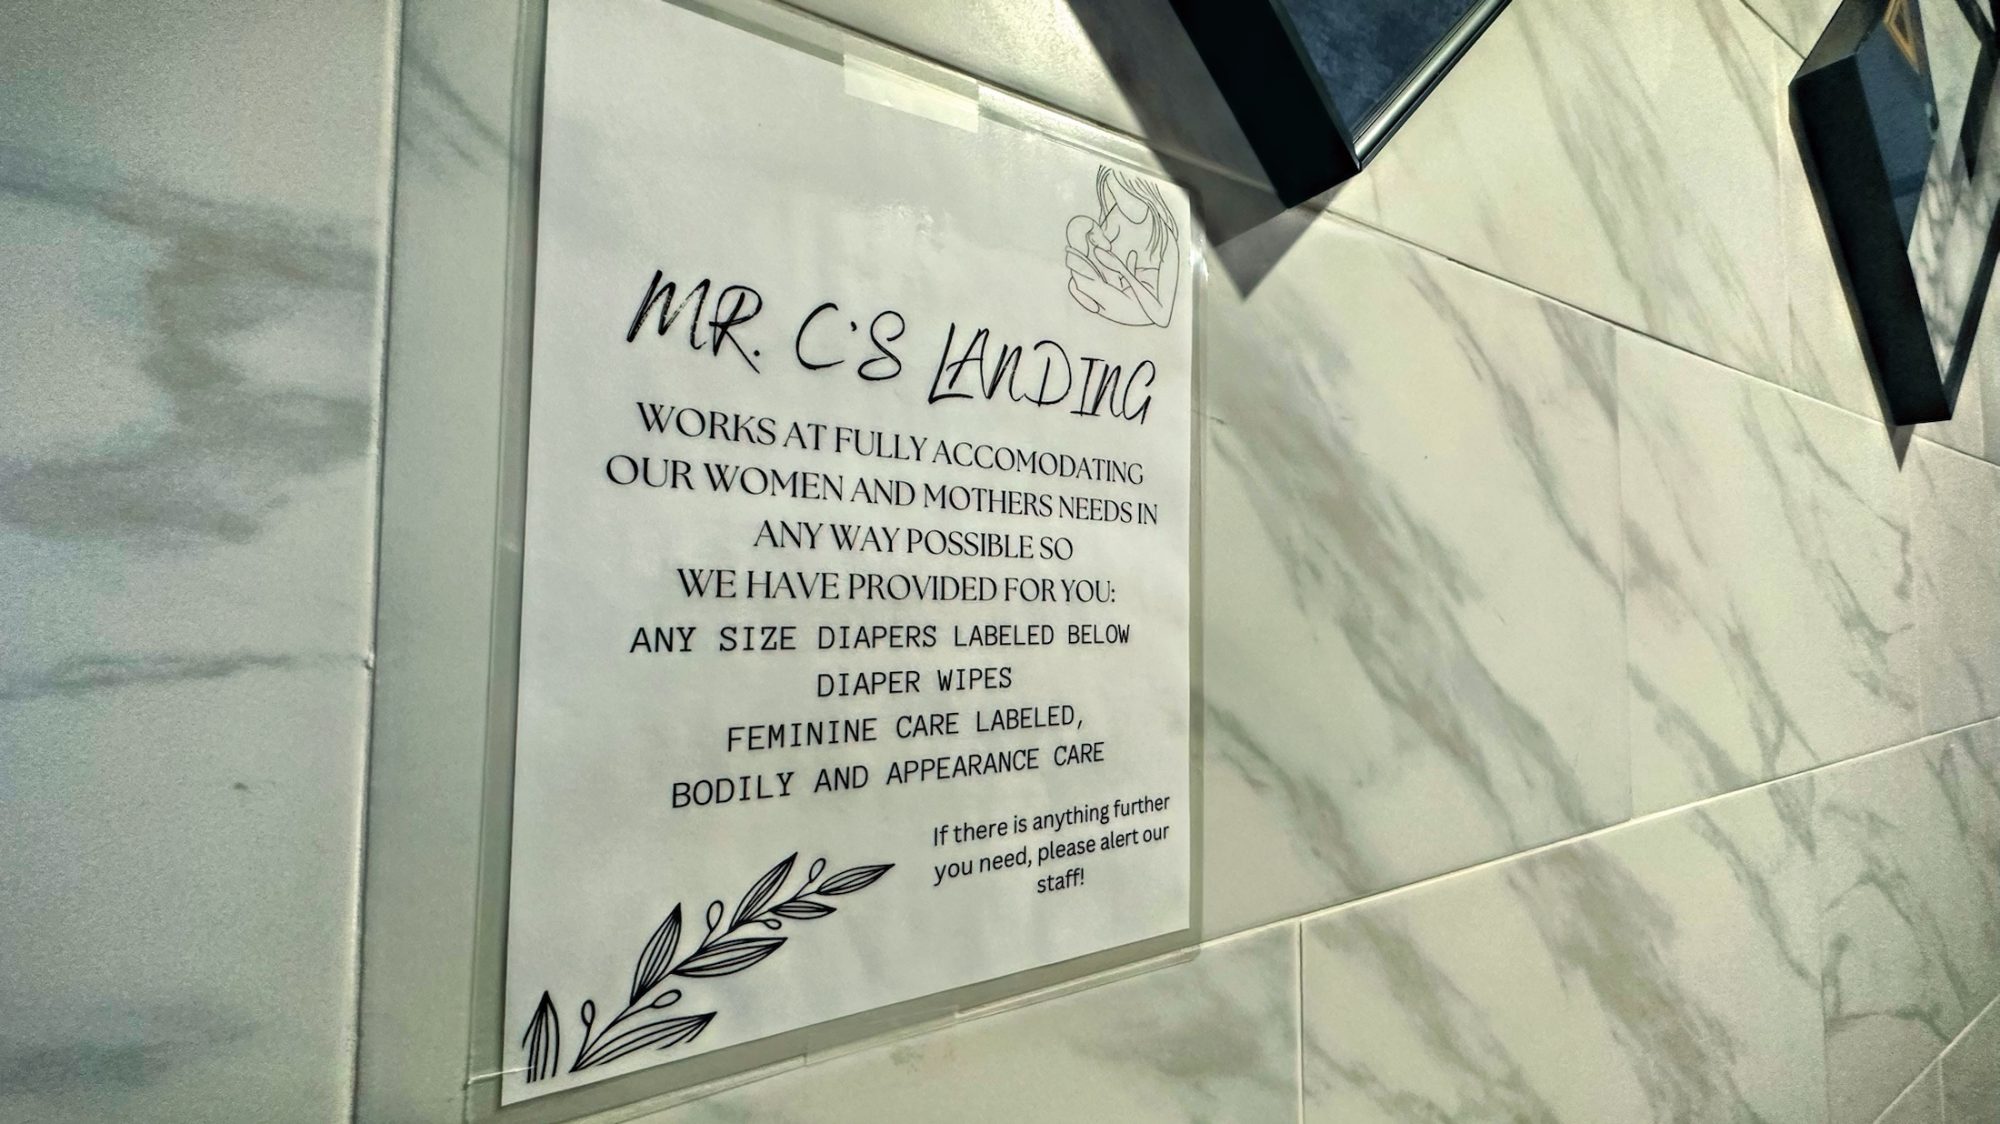 MR. C'S LANDING
WORKS AT FULLY ACCOMODATING
OUR WOMEN AND MOTHERS NEEDS IN
ANY WAY POSSIBLE SO
WE HAVE PROVIDED FOR YOU:
ANY SIZE DIAPERS LABELED BELOW
DIAPER WIPES
FEMININE CARE LABELED,
BODILY AND APPEARANCE CARE
If there is anything further
you need, please alert our
staff!